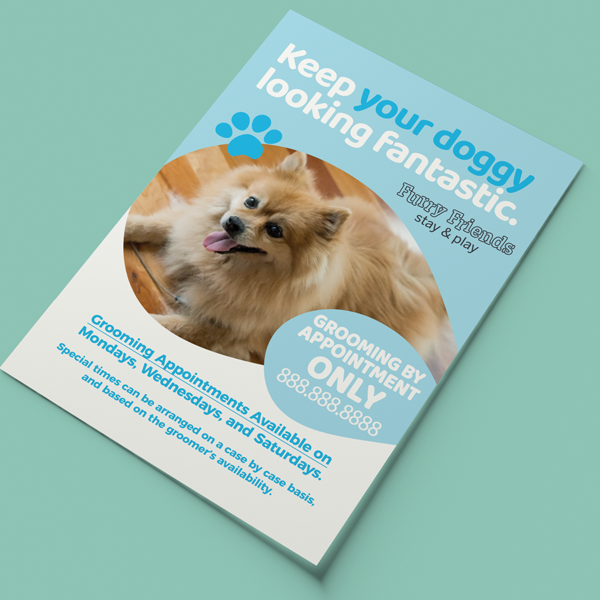 Keep your doggy
looking fantastic.
Furry Friends
stay & play
GROOMING BY
APPOINTMENT
ONLY
888.888.8888
Grooming Appointments Available on
Mondays, Wednesdays, and Saturdays.
Special times can be arranged on a case by case basis,
and based on the groomer's availability.